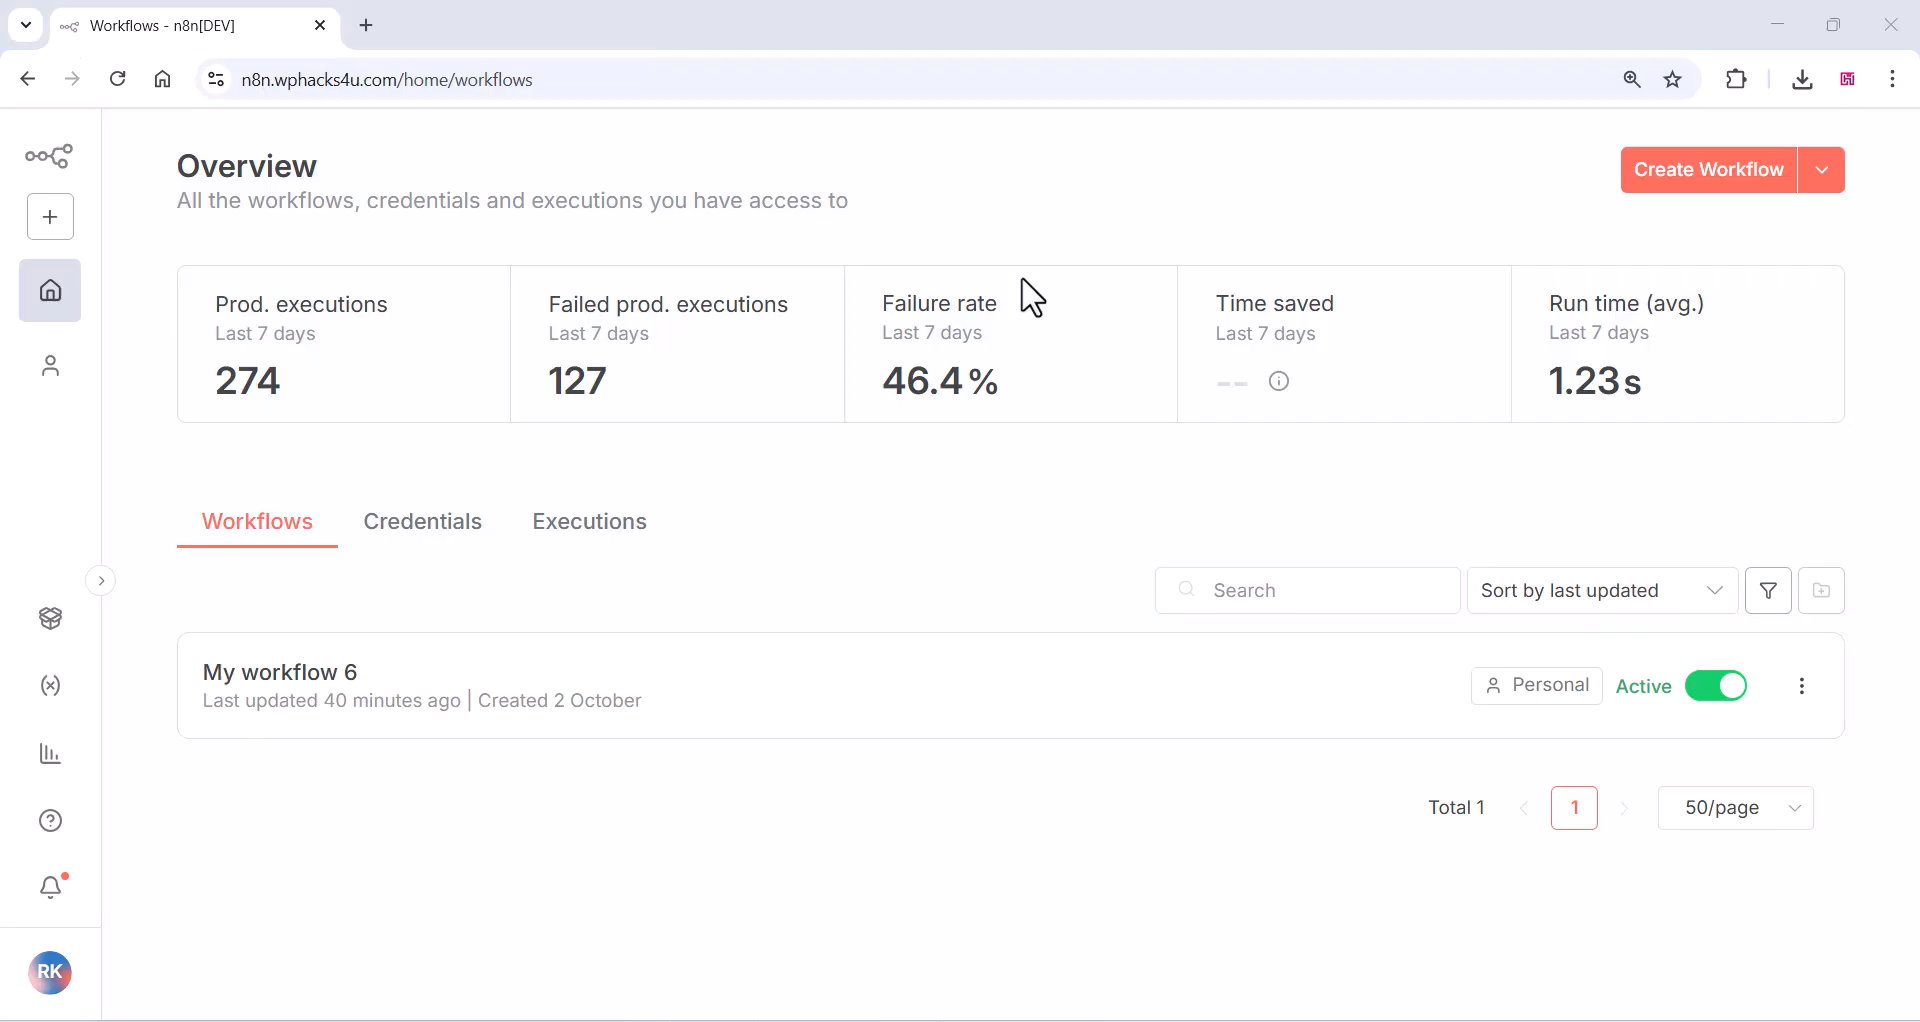 Workflows - n8n[DEV]
n8n.wphacks4u.com/home/workflows
Overview
All the workflows, credentials and executions you have access to
Create Workflow
Prod. executions
Last 7 days
274
Failed prod. executions
Last 7 days
127
Failure rate
Last 7 days
46.4%
Time saved
Last 7 days
--
Run time (avg.)
Last 7 days
1.23s
Workflows
Credentials
Executions
Search
Sort by last updated
My workflow 6
Last updated 40 minutes ago | Created 2 October
Personal
Active
Total 1
1
50/page
RK